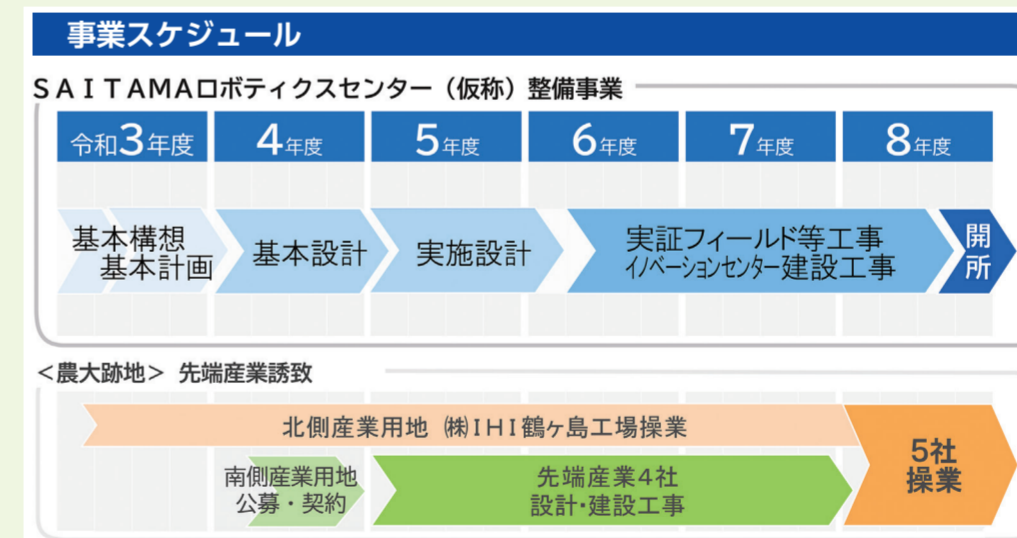 事業スケジュール
SAITAMAロボティクスセンター（仮称）整備事業
令和3年度 4年度 5年度 6年度 7年度 8年度
基本構想
基本計画
基本設計
実施設計
実証フィールド等工事
イノベーションセンター建設工事
開
所
＜農大跡地＞ 先端産業誘致
北側産業用地 ㈱IHI鶴ヶ島工場操業
南側産業用地
公募・契約
先端産業4社
設計・建設工事
5社
操業